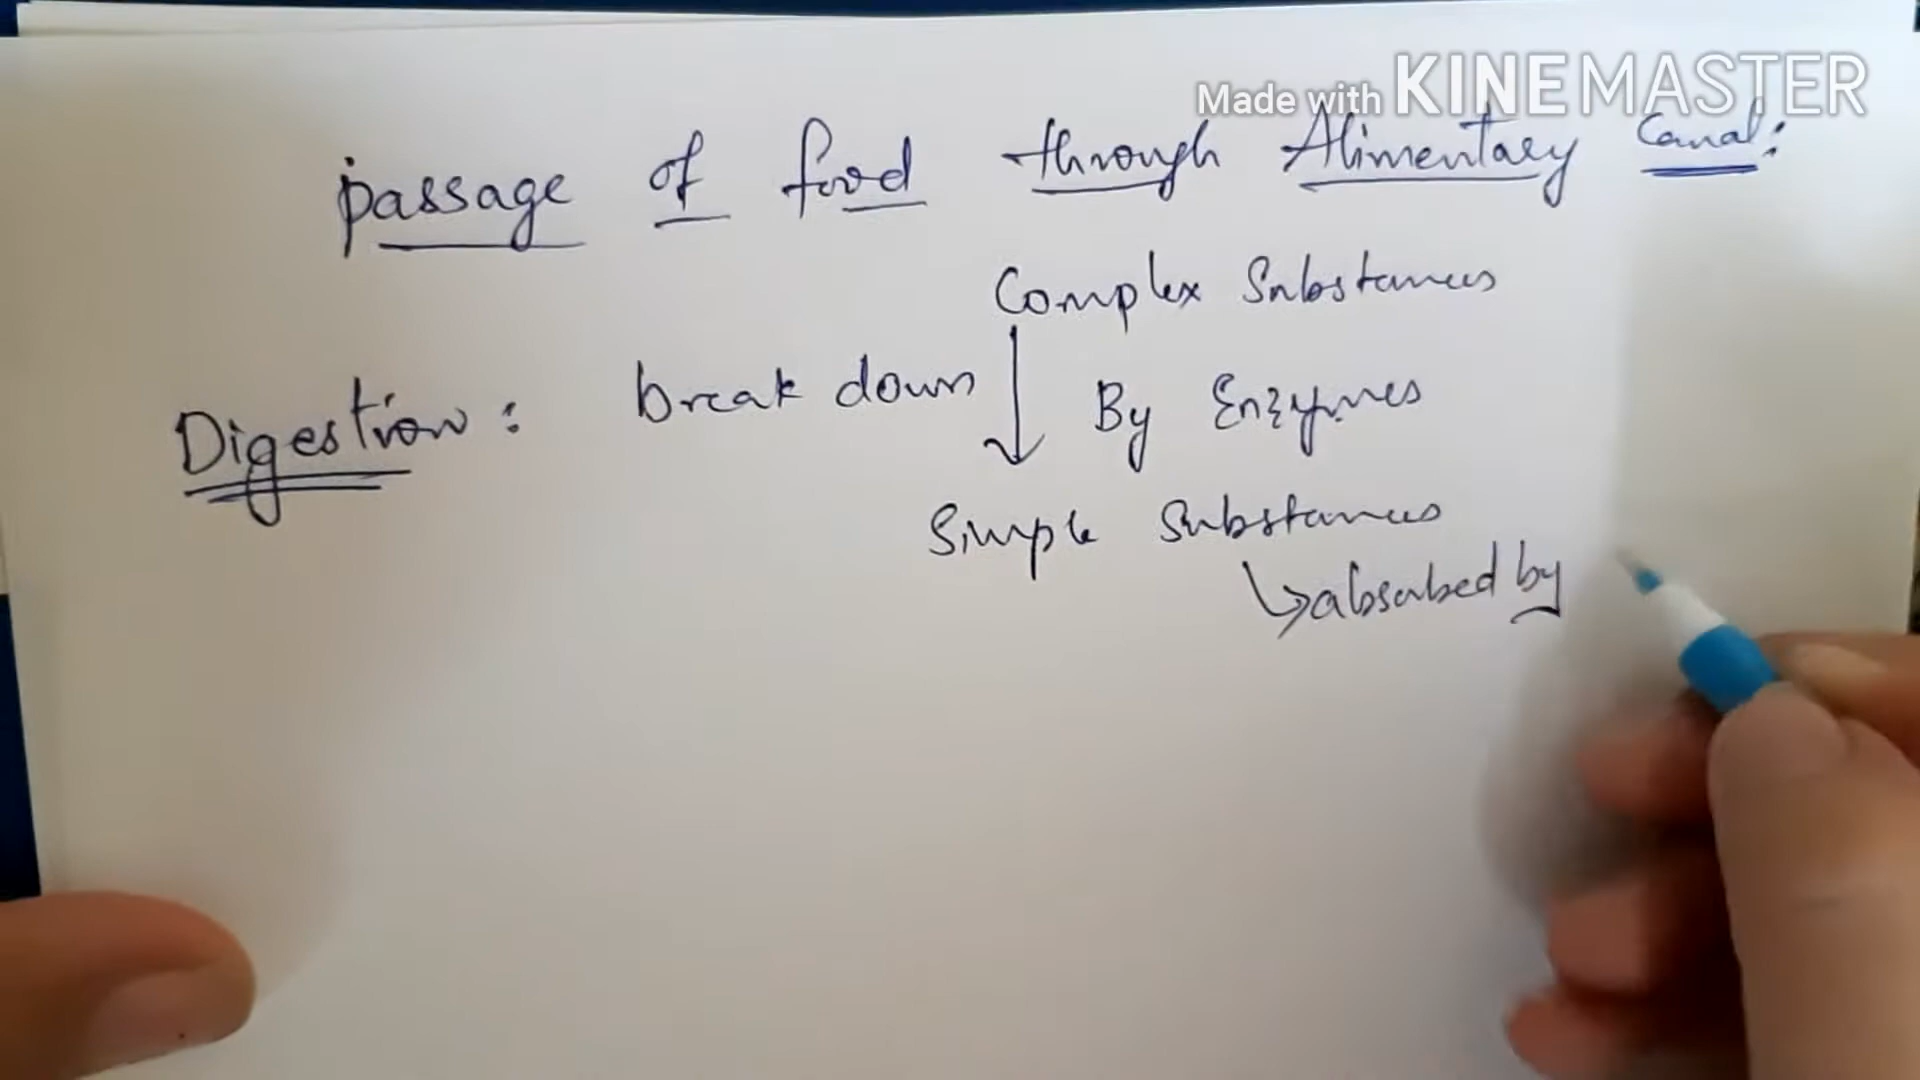 Made with KINEMASTER
passage of food through Alimentary Canal:
Complex Substances
Digestion: break down By Enzymes
Simple Substances
absorbed by